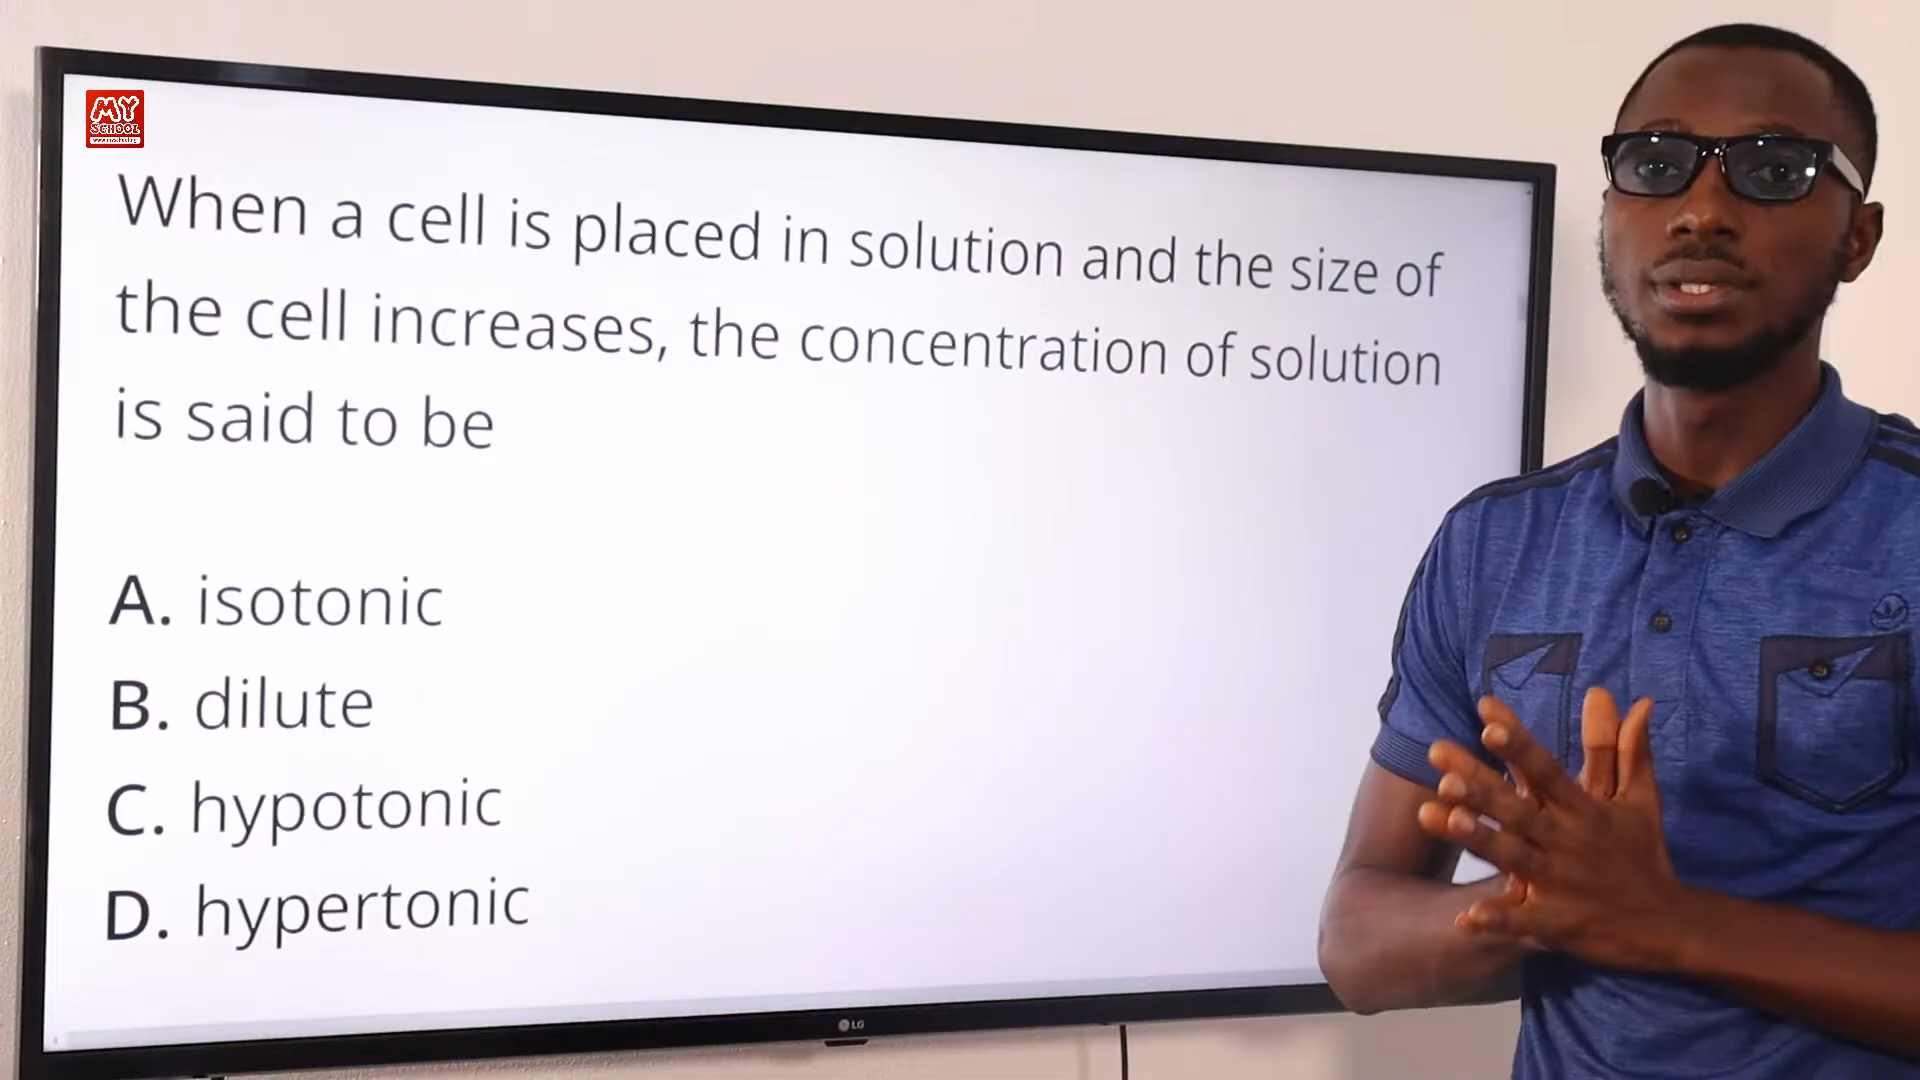 MY
SCHOOL
When a cell is placed in solution and the size of
the cell increases, the concentration of solution
is said to be
A. isotonic
B. dilute
C. hypotonic
D. hypertonic
LG